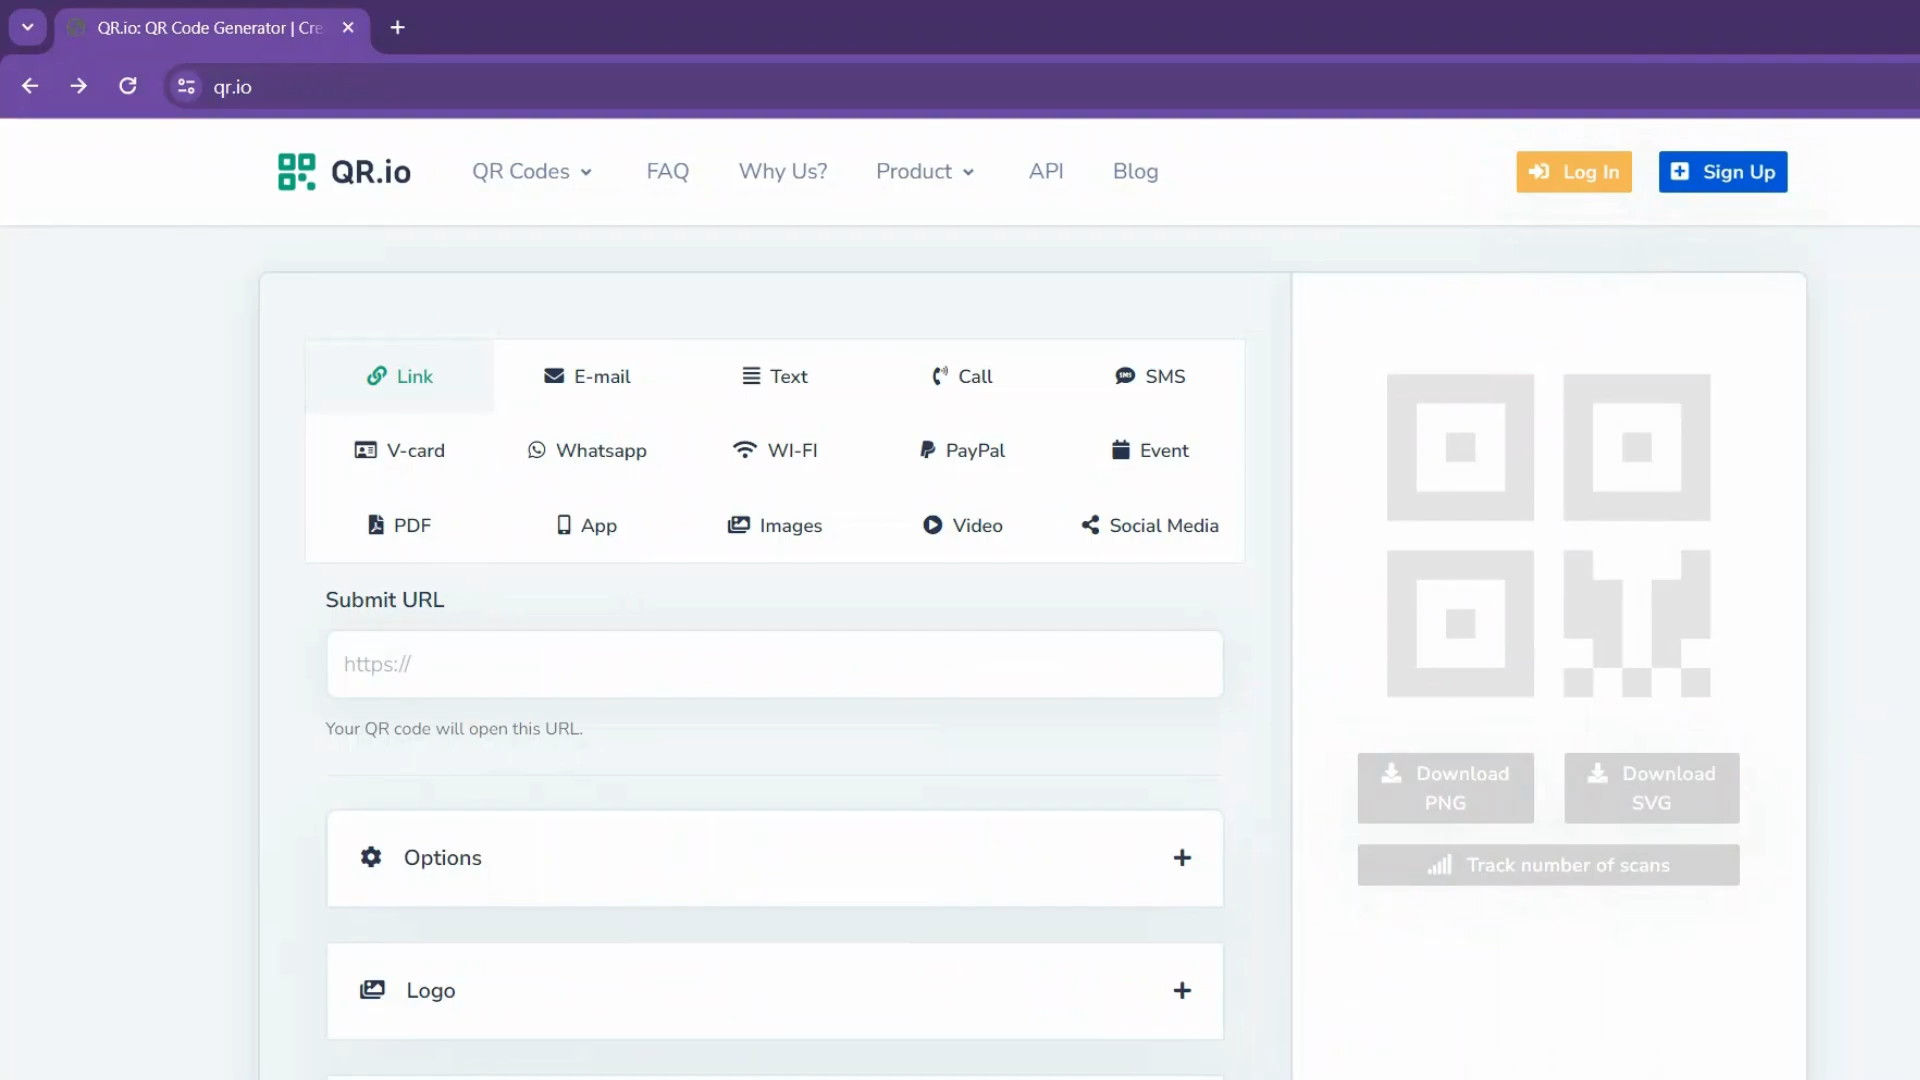 QR.io: QR Code Generator | Cre
qr.io
QR.io
QR Codes
FAQ
Why Us?
Product
API
Blog
Log In
Sign Up
Link
E-mail
Text
Call
SMS
V-card
Whatsapp
WI-FI
PayPal
Event
PDF
App
Images
Video
Social Media
Submit URL
https://
Your QR code will open this URL.
Options
Logo
Download
PNG
Download
SVG
Track number of scans